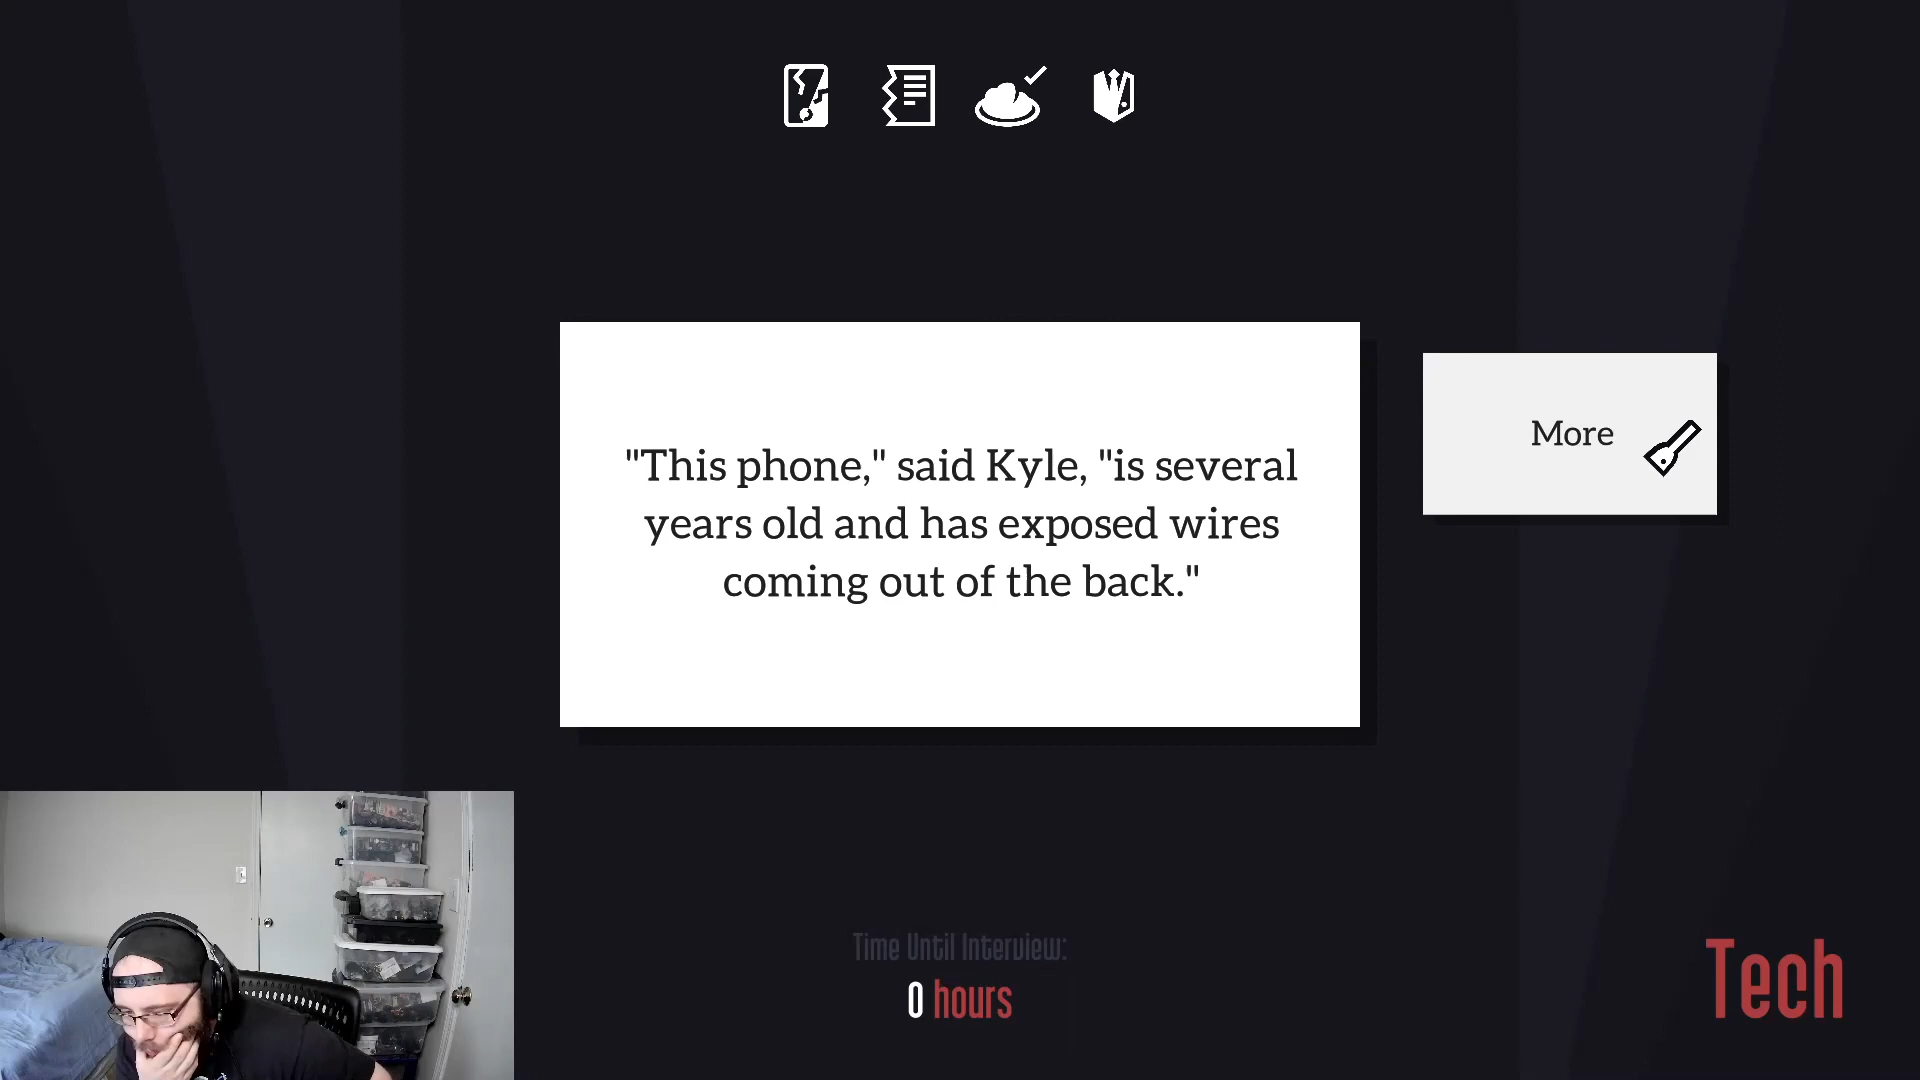 "This phone," said Kyle, "is several
years old and has exposed wires
coming out of the back."
More
Time Until Interview:
0 hours
Tech